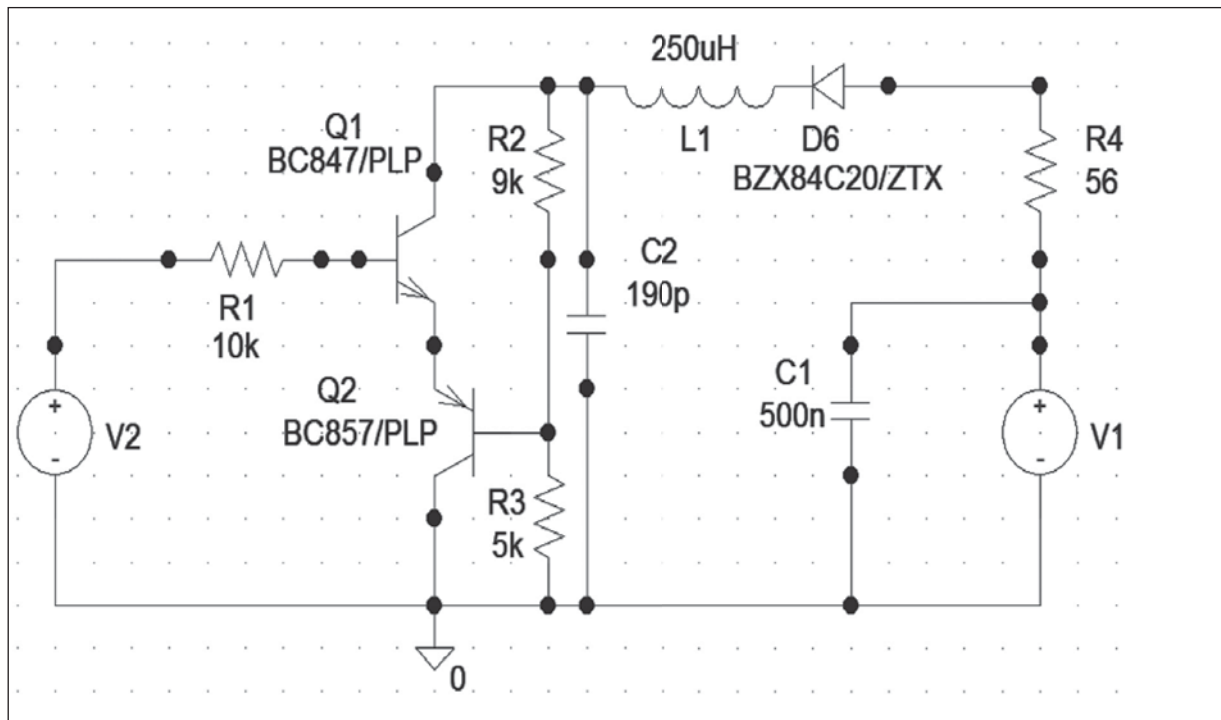 250uH
L1
D6
BZX84C20/ZTX
R4
56
Q1
BC847/PLP
R2
9k
C2
190p
R1
10k
Q2
BC857/PLP
C1
500n
+
-
V2
R3
5k
+
-
V1
0